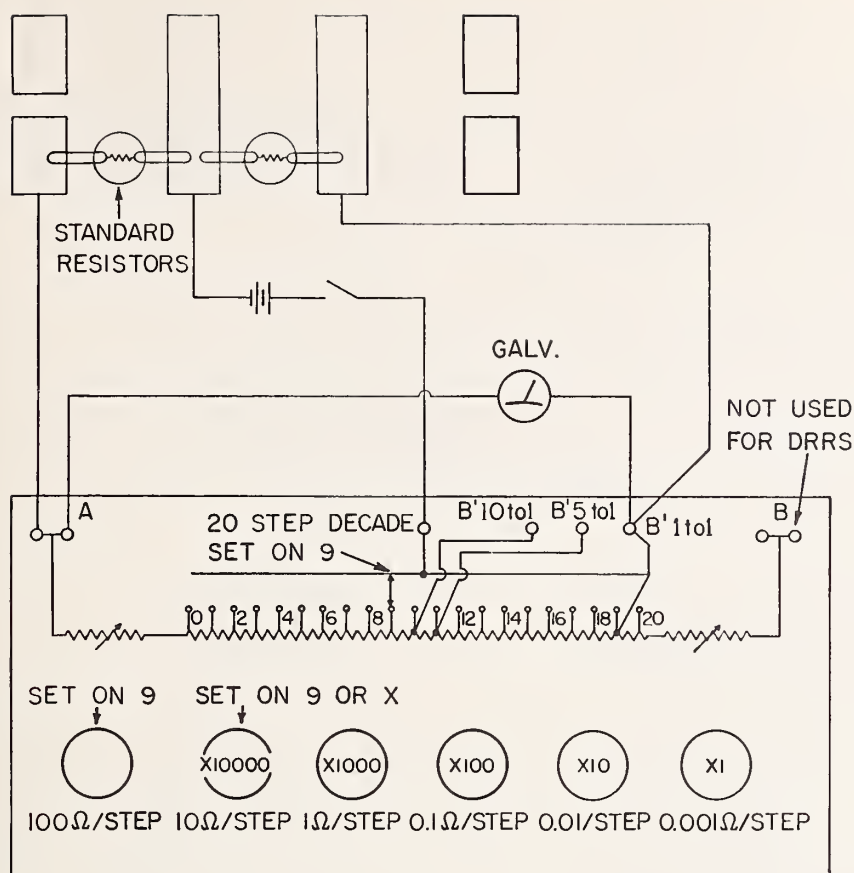 STANDARD
RESISTORS
GALV.
NOT USED
FOR DRRS
A
20 STEP DECADE
SET ON 9
B'10to1
B'5to1
B'1to1
B
0
2
4
6
8
12
14
16
18
20
SET ON 9
SET ON 9 OR X
X10000
X1000
X100
X10
X1
100Ω/STEP
10Ω/STEP
1Ω/STEP
0.1Ω/STEP
0.01/STEP
0.001Ω/STEP